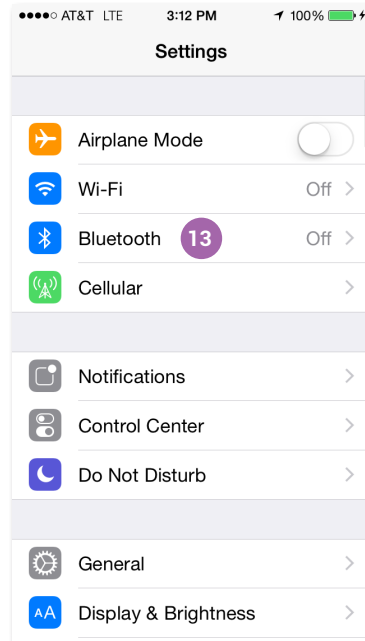 AT&T LTE 3:12 PM 100%
Settings
Airplane Mode
Wi-Fi Off
Bluetooth 13 Off
Cellular
Notifications
Control Center
Do Not Disturb
General
AA Display & Brightness